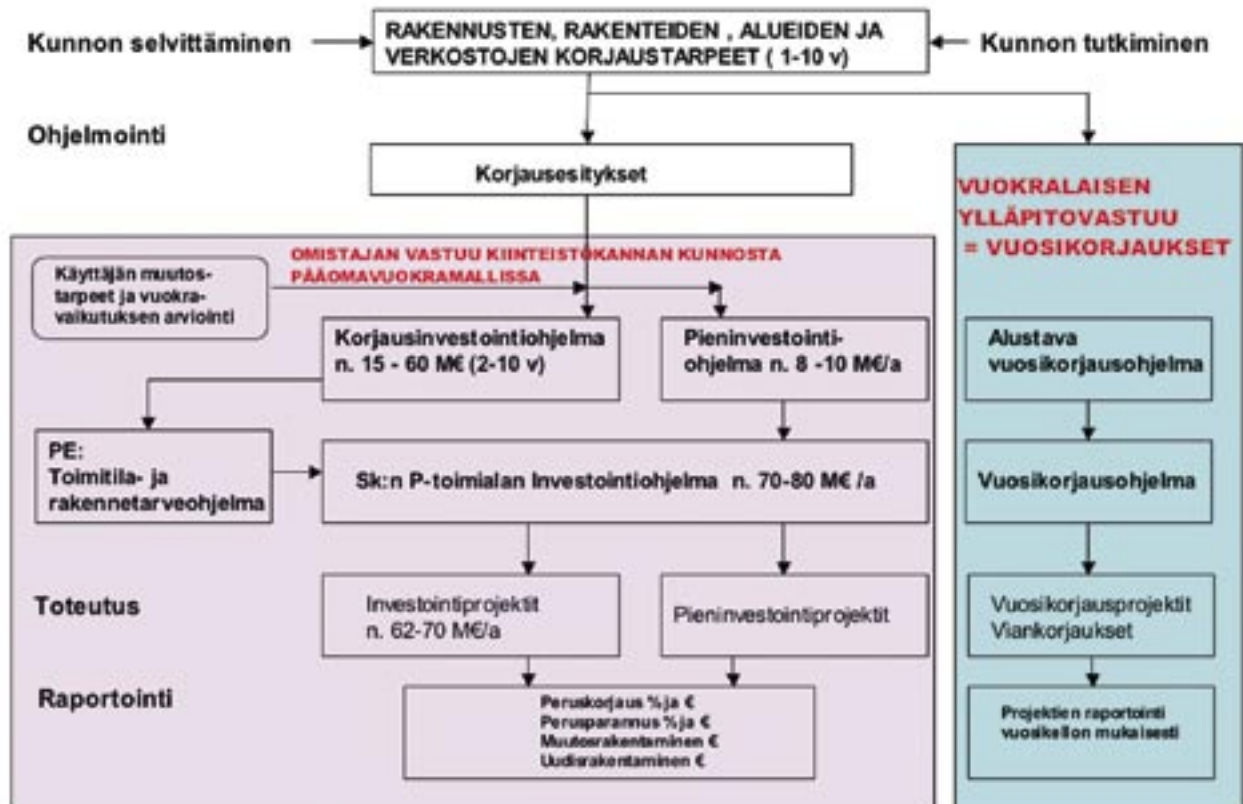 Kunnon selvittäminen
RAKENNUSTEN, RAKENTEIDEN , ALUEIDEN JA
VERKOSTOJEN KORJAUSTARPEET ( 1-10 v)
Kunnon tutkiminen
Ohjelmointi
Korjausesitykset
VUOKRALAISEN
YLLÄPITOVASTUU
= VUOSIKORJAUKSET
OMISTAJAN VASTUU KIINTEISTÖKANNAN KUNNOSTA
PÄÄOMAVUOKRAMALLISSA
Käyttäjän muutos-
tarpeet ja vuokra-
vaikutuksen arviointi
Korjausinvestointiohjelma
n. 15 - 60 M€ (2-10 v)
Pieninvestointi-
ohjelma n. 8 -10 M€/a
Alustava
vuosikorjausohjelma
PE:
Toimitila- ja
rakennetarveohjelma
Sk:n P-toimialan Investointiohjelma n. 70-80 M€ /a
Vuosikorjausohjelma
Toteutus
Investointiprojektit
n. 62-70 M€/a
Pieninvestointiprojektit
Vuosikorjausprojektit
Viankorjaukset
Raportointi
Peruskorjaus % ja €
Perusparannus % ja €
Muutosrakentaminen €
Uudisrakentaminen €
Projektien raportointi
vuosikellon mukaisesti